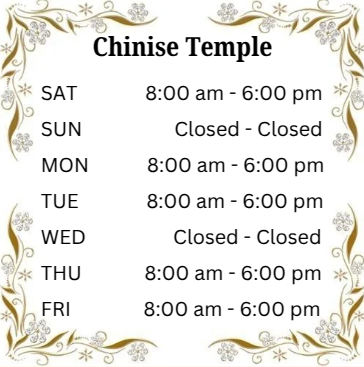 Chinise Temple
SAT 8:00 am - 6:00 pm
SUN Closed - Closed
MON 8:00 am - 6:00 pm
TUE 8:00 am - 6:00 pm
WED Closed - Closed
THU 8:00 am - 6:00 pm
FRI 8:00 am - 6:00 pm